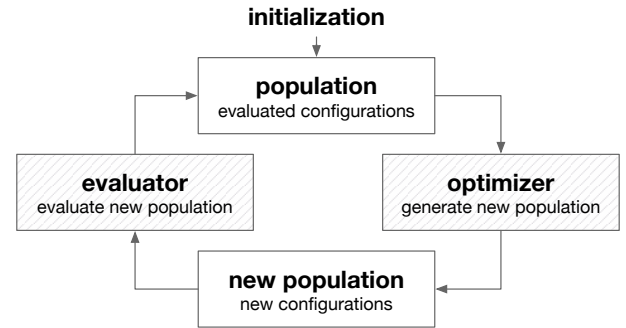 initialization
population
evaluated configurations
evaluator
evaluate new population
optimizer
generate new population
new population
new configurations